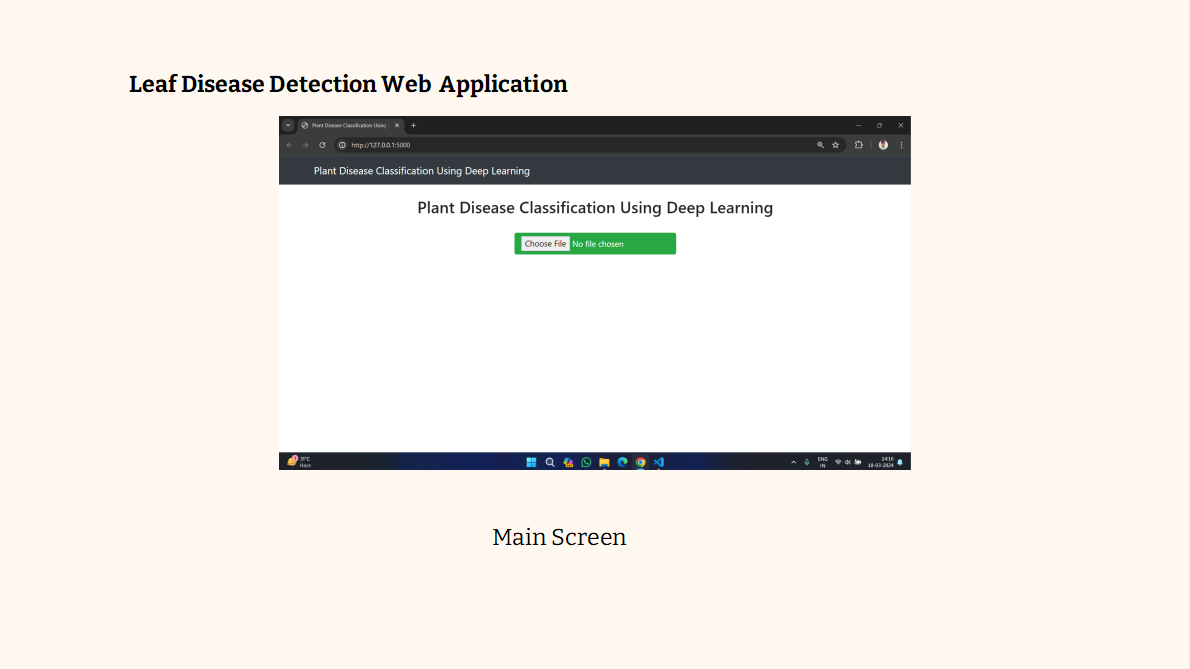 Leaf Disease Detection Web Application
Plant Disease Classification Using
http://127.0.0.1:5000
Plant Disease Classification Using Deep Learning
Plant Disease Classification Using Deep Learning
Choose File No file chosen
31°C
Haze
ENG
IN
14:16
18-03-2024
Main Screen